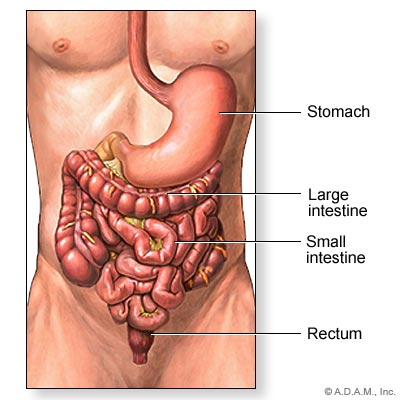 Stomach
Large
intestine
Small
intestine
Rectum
© A.D.A.M., Inc.